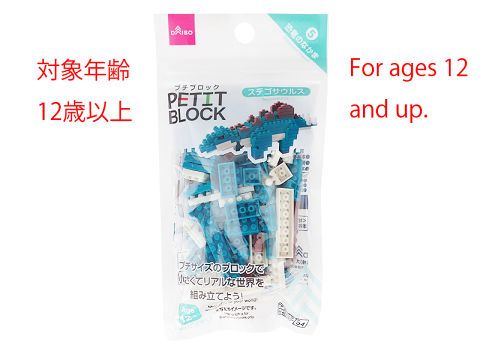 対象年齢
12歳以上
For ages 12
and up.
DAISO
恐竜のなかま
5
プチブロック
PETIT
BLOCK
ステゴサウルス
プチサイズのブロックで
小さくてリアルな世界を
組み立てよう!
Age
12~